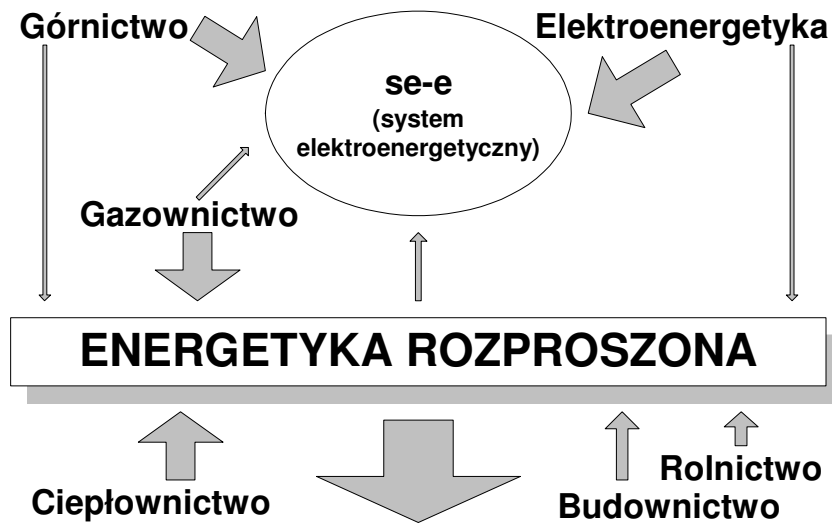 Górnictwo
Elektroenergetyka
se-e
(system
elektroenergetyczny)
Gazownictwo
ENERGETYKA ROZPROSZONA
Ciepłownictwo
Rolnictwo
Budownictwo